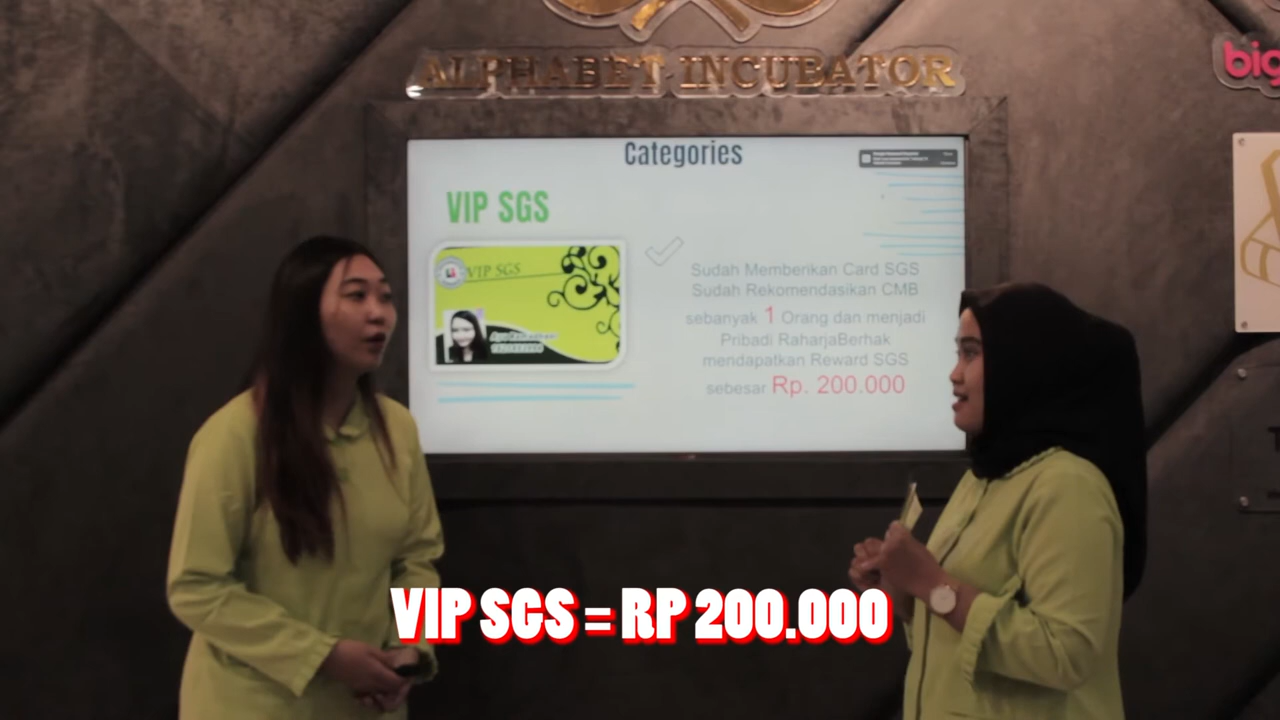 ALPHABET INCUBATOR
big
Categories
VIP SGS
VIP SGS
Sudah Memberikan Card SGS
Sudah Rekomendasikan CMB
sebanyak 1 Orang dan menjadi
Pribadi RaharjaBerhak
mendapatkan Reward SGS
sebesar Rp. 200.000
VIP SGS = RP 200.000